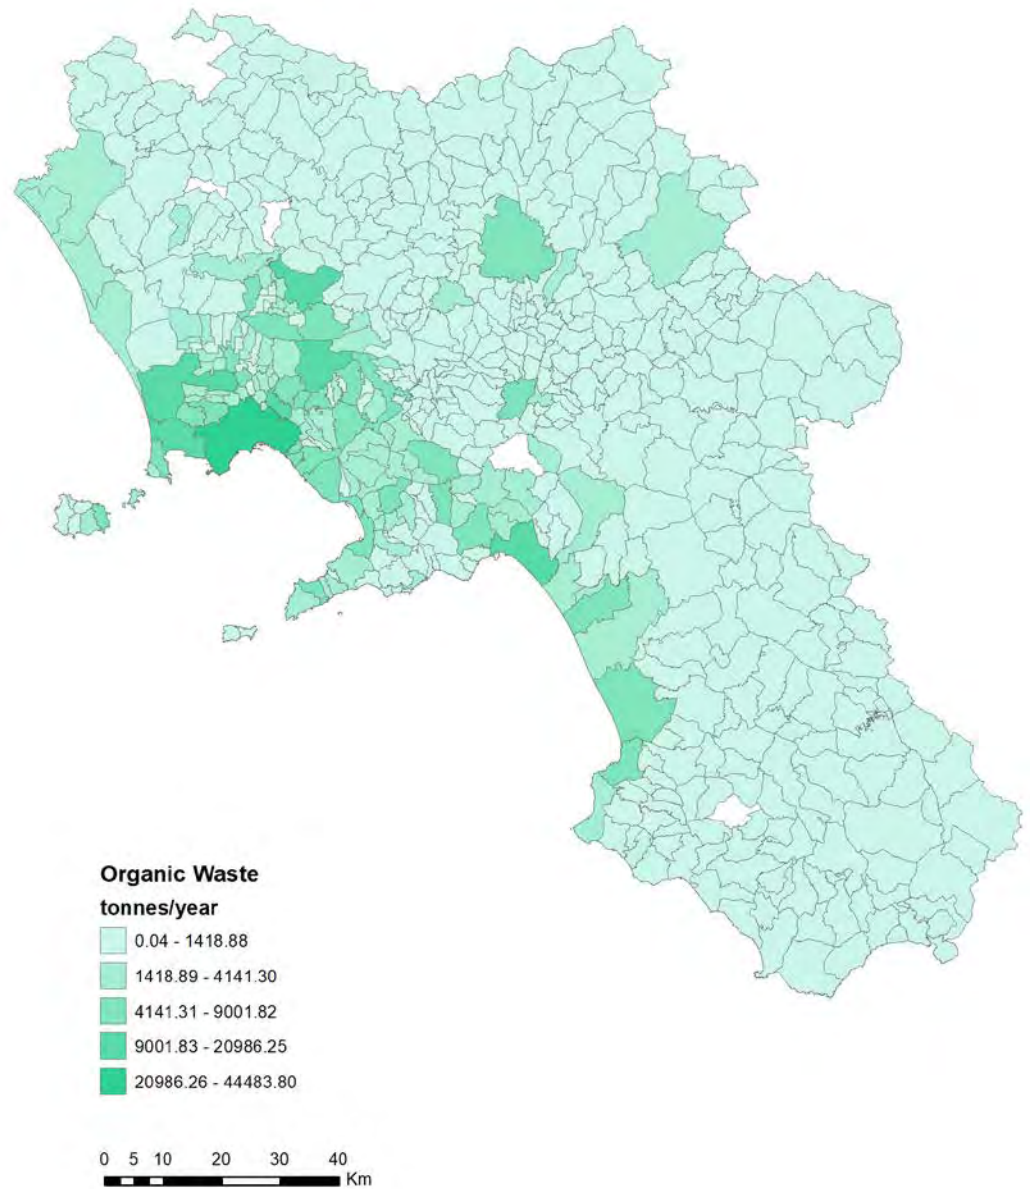 Organic Waste
tonnes/year
0.04 - 1418.88
1418.89 - 4141.30
4141.31 - 9001.82
9001.83 - 20986.25
20986.26 - 44483.80
0 5 10 20 30 40
Km